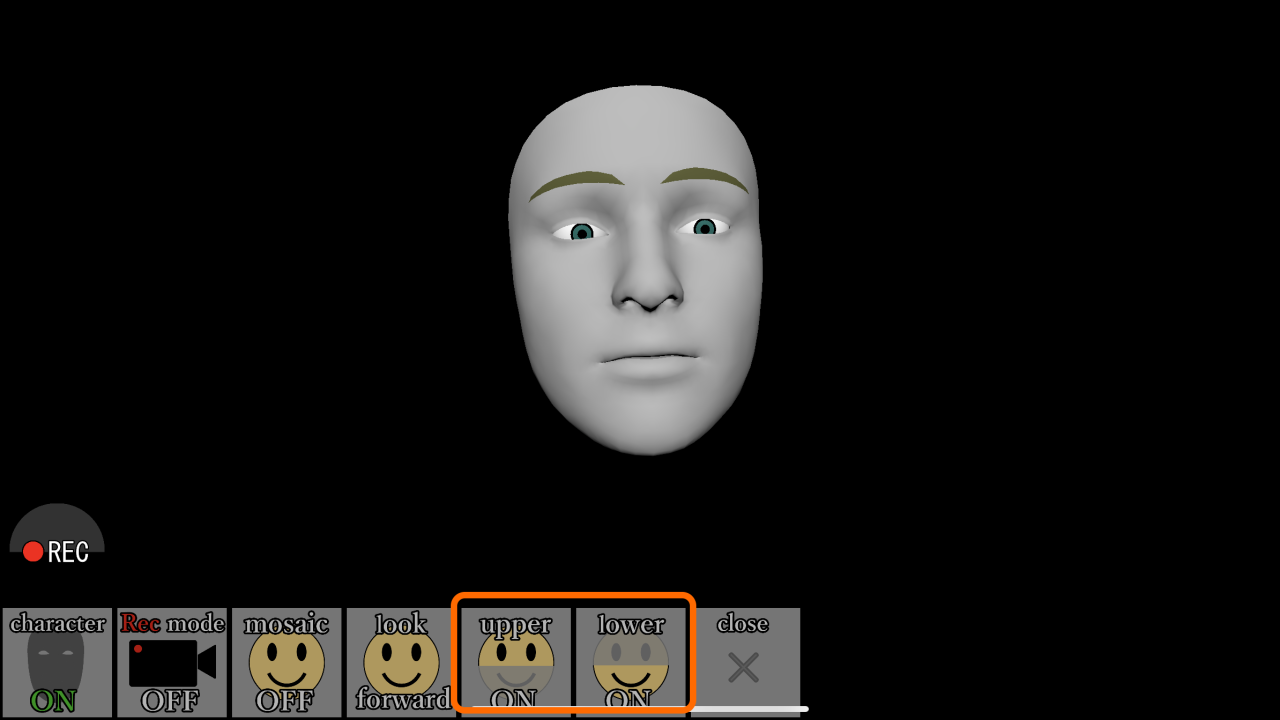 REC
character
ON
Rec mode
OFF
mosaic
OFF
look
forward
upper
ON
lower
ON
close